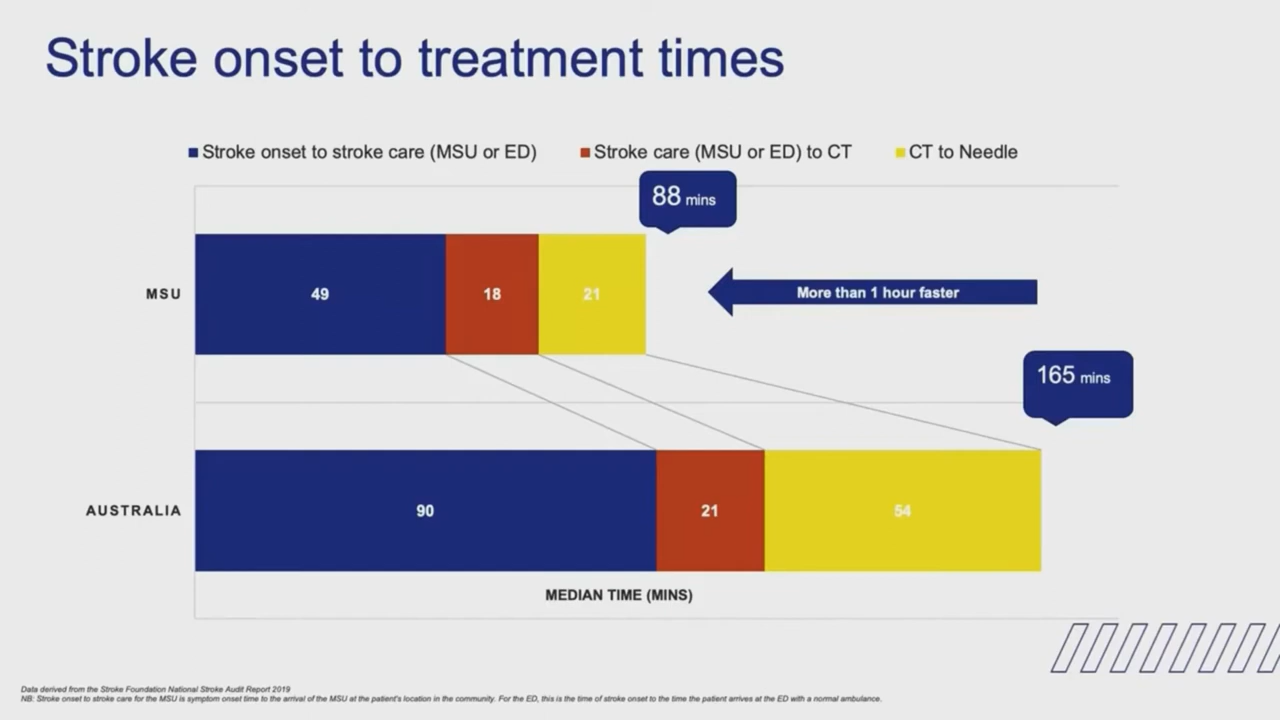 Stroke onset to treatment times
Stroke onset to stroke care (MSU or ED) Stroke care (MSU or ED) to CT CT to Needle
88 mins
MSU 49 18 21 More than 1 hour faster
165 mins
AUSTRALIA 90 21 54
MEDIAN TIME (MINS)
Data derived from the Stroke Foundation National Stroke Audit Report 2019
NB: Stroke onset to stroke care for the MSU is symptom onset time to the arrival of the MSU at the patient's location in the community. For the ED, this is the time of stroke onset to the time the patient arrives at the ED with a normal ambulance.